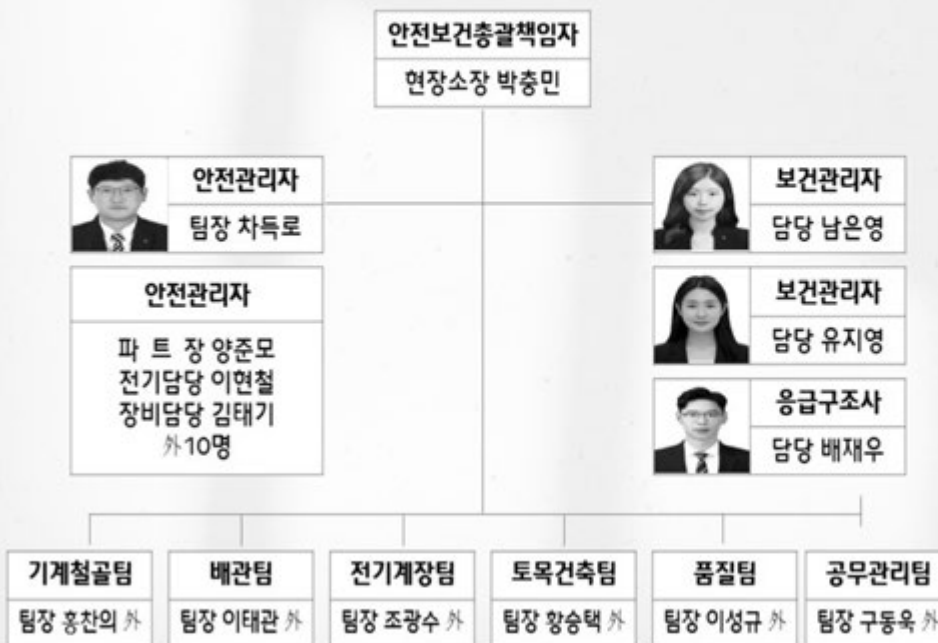 안전보건총괄책임자
현장소장 박충민
안전관리자
팀장 차득로
보건관리자
담당 남은영
안전관리자
파 트 장 양준모
전기담당 이현철
장비담당 김태기
外10명
보건관리자
담당 유지영
응급구조사
담당 배재우
기계철골팀
팀장 홍찬의 外
배관팀
팀장 이태관 外
전기계장팀
팀장 조광수 外
토목건축팀
팀장 황승택 外
품질팀
팀장 이성규 外
공무관리팀
팀장 구동욱 外